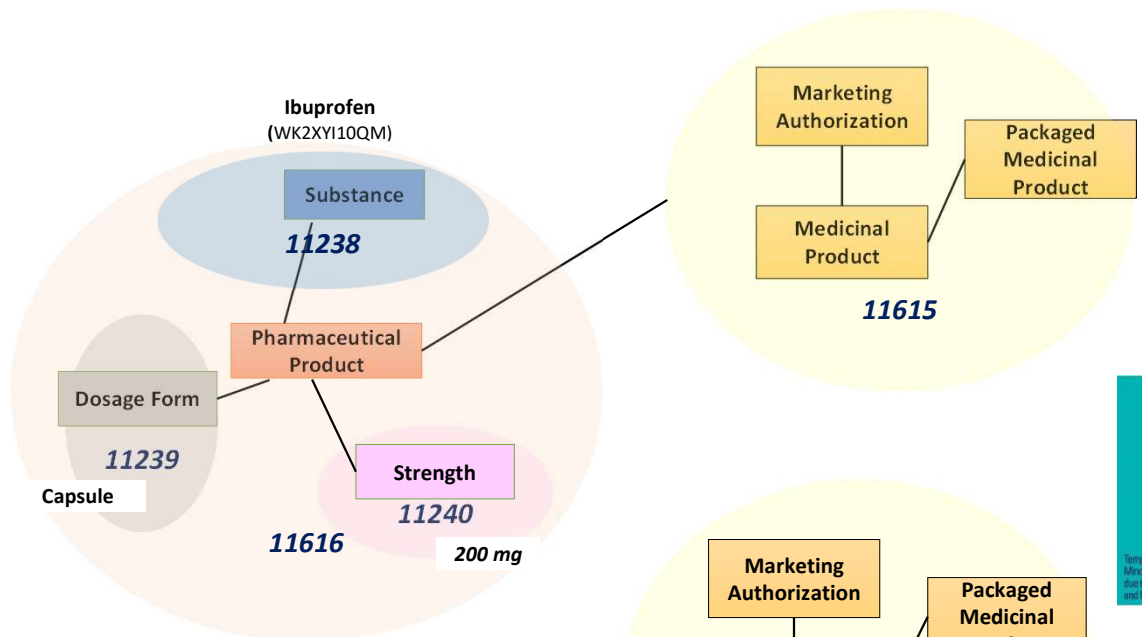 Ibuprofen
(WK2XYI10QM)
Substance
11238
Pharmaceutical
Product
Dosage Form
11239
Capsule
Strength
11240
200 mg
11616
Marketing
Authorization
Packaged
Medicinal
Product
Medicinal
Product
11615
Marketing
Authorization
Packaged
Medicinal
due t